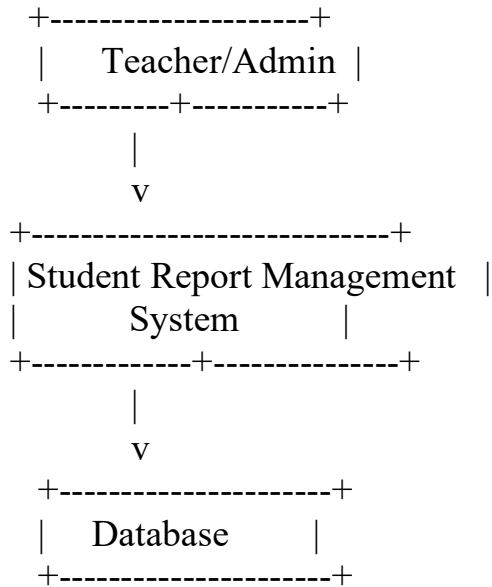 +----------------------+
| Teacher/Admin |
+---------+-----------+
|
v
+-----------------------------+
| Student Report Management |
| System |
+-------------+---------------+
|
v
+----------------------+
| Database |
+----------------------+